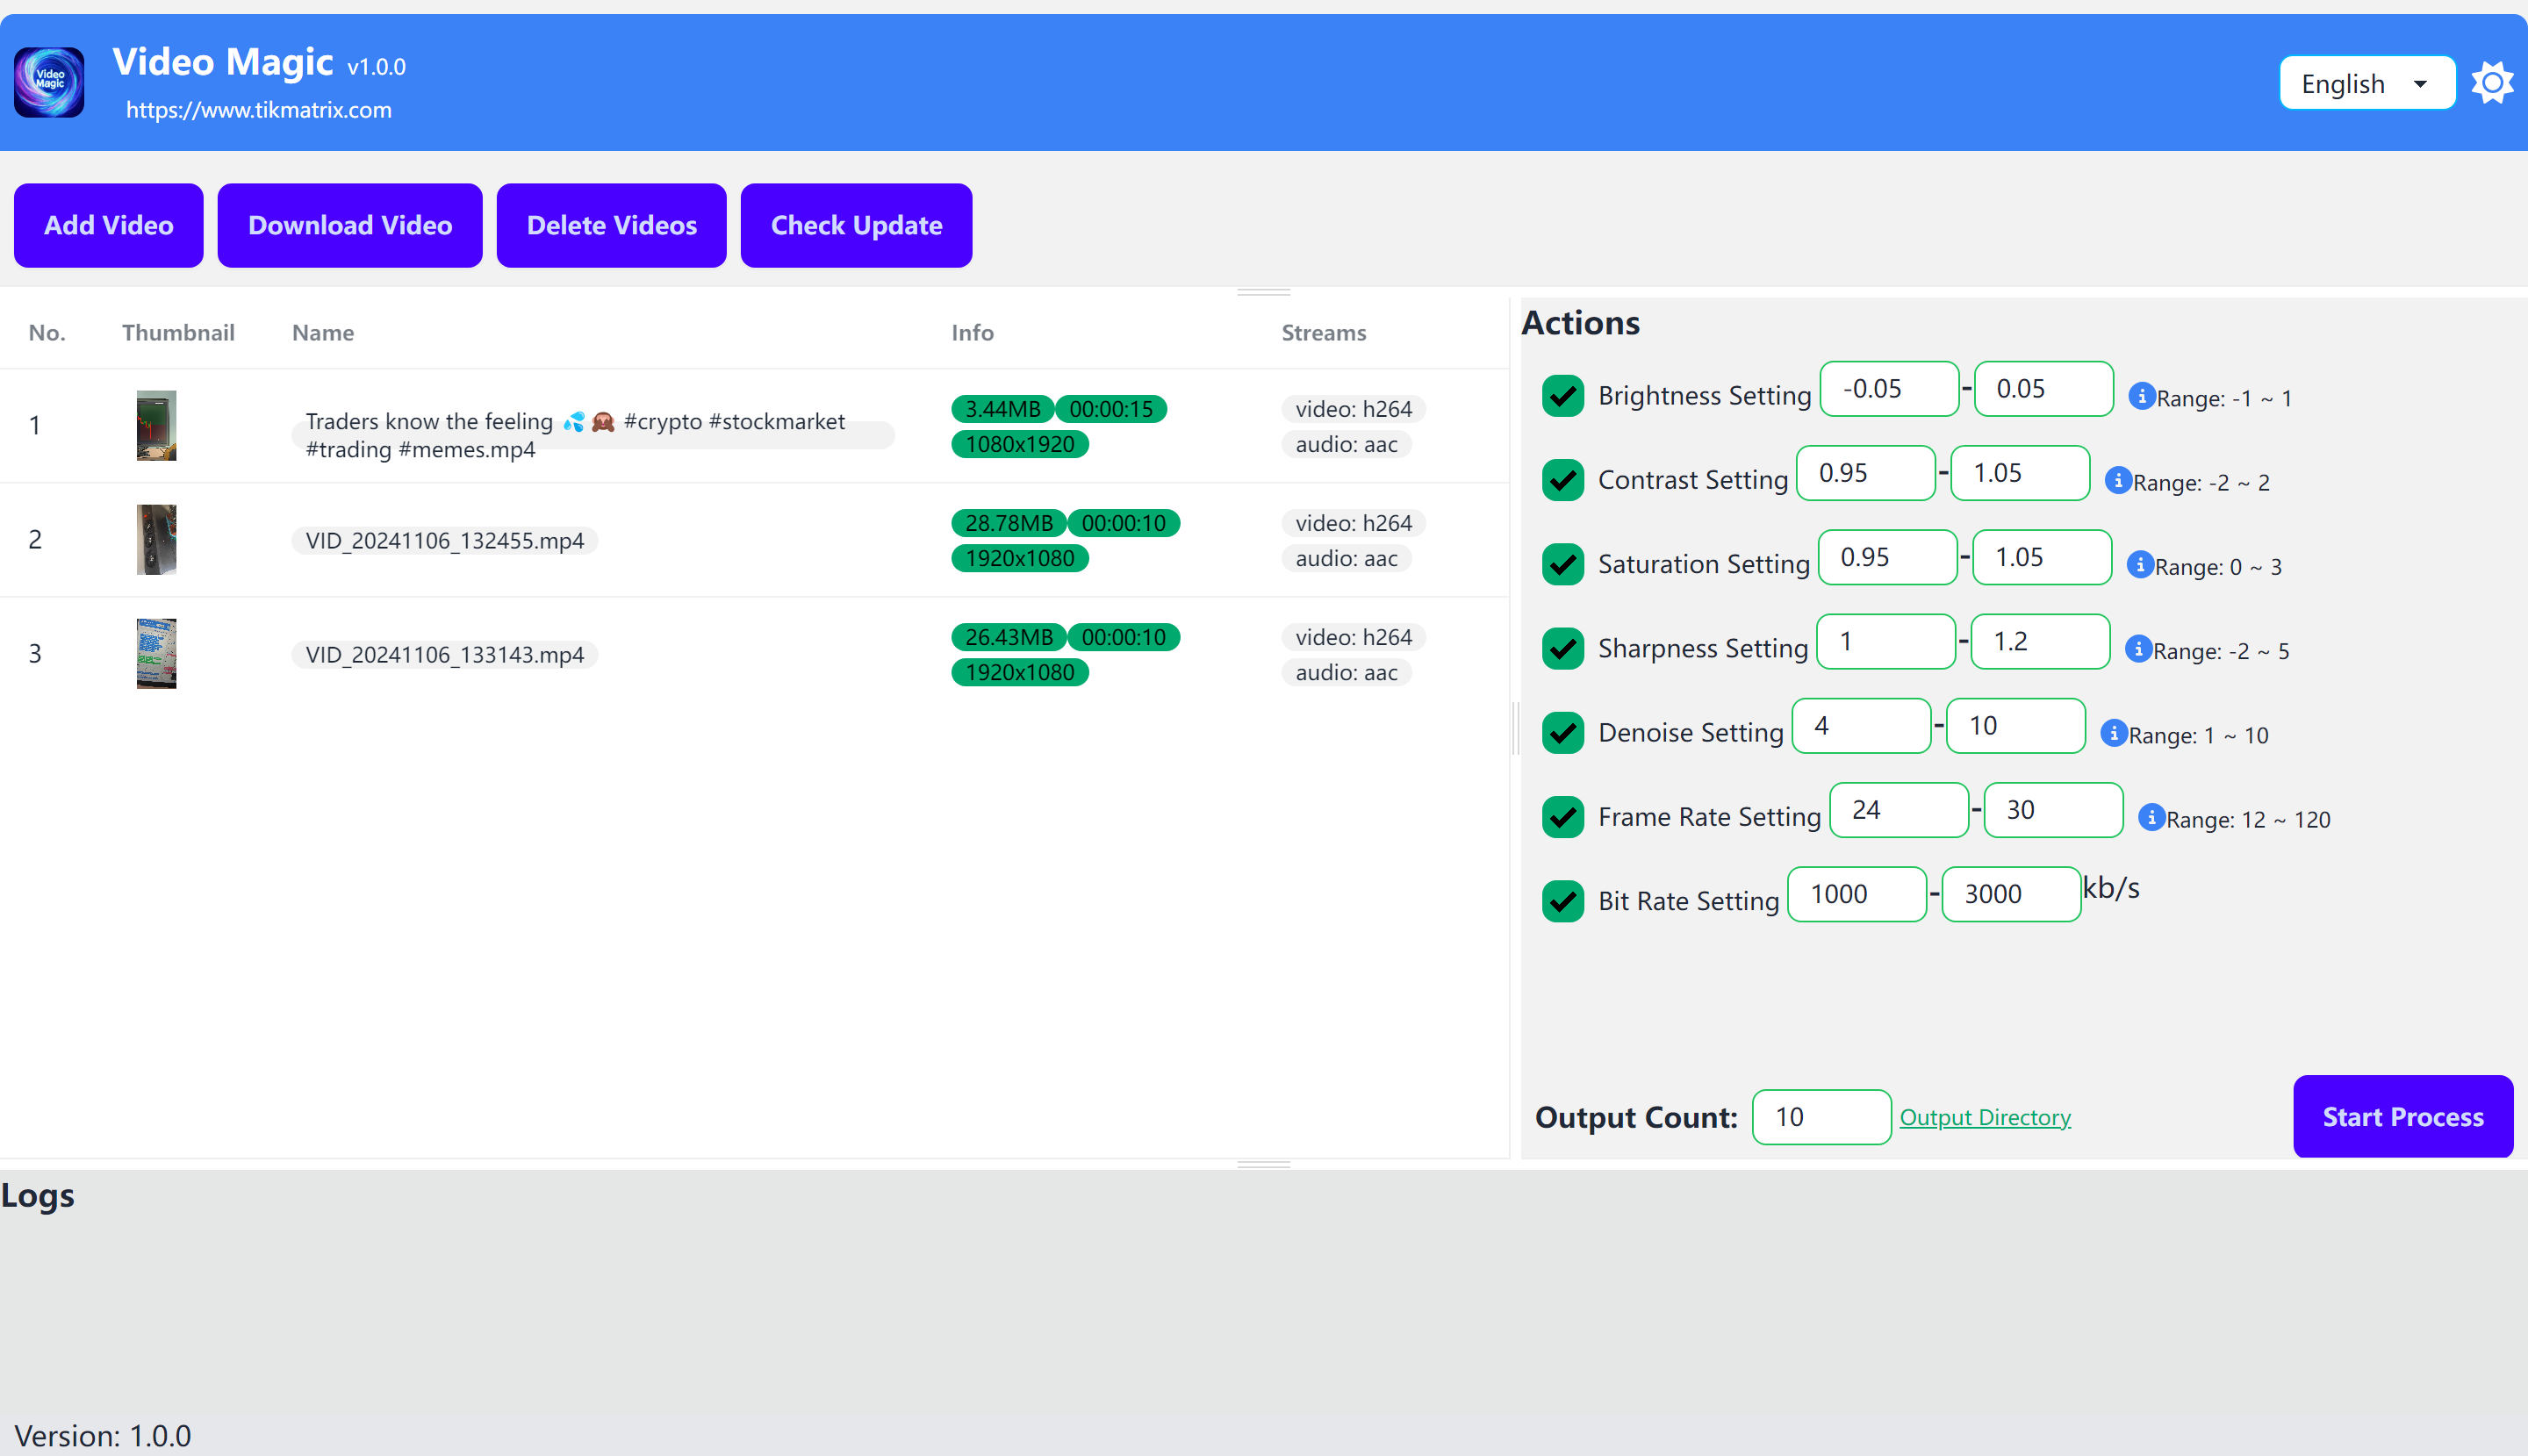 Video Magic
Video Magic v1.0.0
https://www.tikmatrix.com
English
Add Video
Download Video
Delete Videos
Check Update
No. Thumbnail Name Info Streams
1
Traders know the feeling 💦 🙊 #crypto #stockmarket
#trading #memes.mp4
3.44MB 00:00:15
1080x1920
video: h264
audio: aac
2
VID_20241106_132455.mp4
28.78MB 00:00:10
1920x1080
video: h264
audio: aac
3
VID_20241106_133143.mp4
26.43MB 00:00:10
1920x1080
video: h264
audio: aac
Actions
Brightness Setting -0.05 - 0.05 Range: -1 ~ 1
Contrast Setting 0.95 - 1.05 Range: -2 ~ 2
Saturation Setting 0.95 - 1.05 Range: 0 ~ 3
Sharpness Setting 1 - 1.2 Range: -2 ~ 5
Denoise Setting 4 - 10 Range: 1 ~ 10
Frame Rate Setting 24 - 30 Range: 12 ~ 120
Bit Rate Setting 1000 - 3000 kb/s
Output Count: 10 Output Directory
Start Process
Logs
Version: 1.0.0